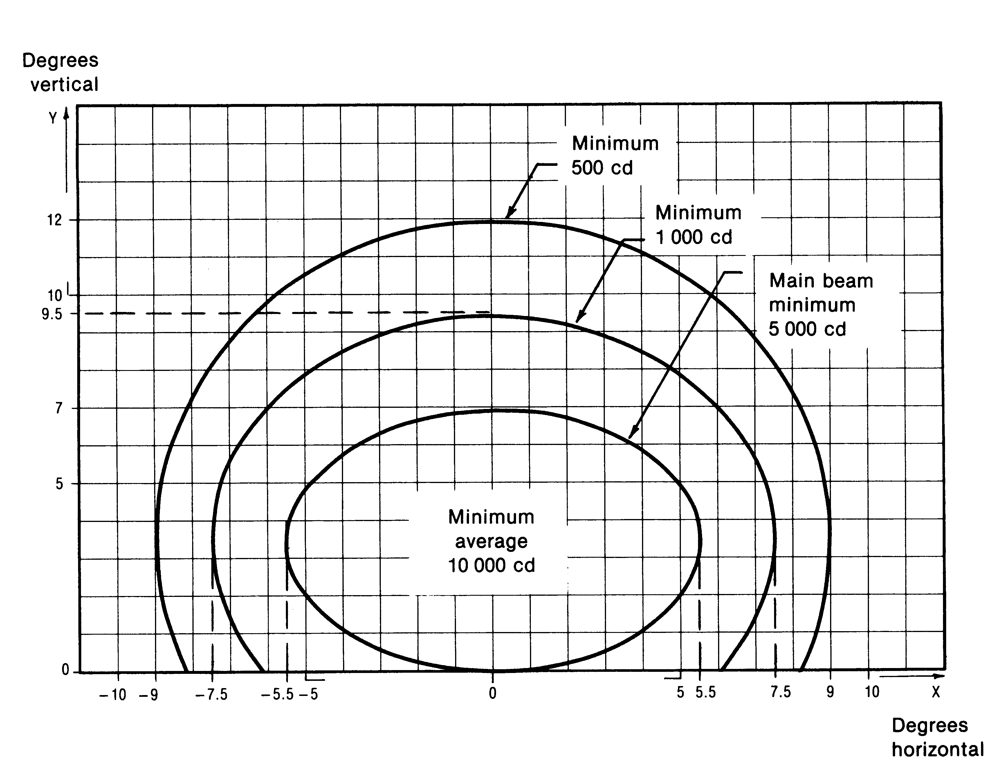 Degrees
vertical
Y
Minimum
500 cd
Minimum
1 000 cd
Main beam
minimum
5 000 cd
Minimum
average
10 000 cd
12
10
9.5
7
5
0
−10 −9 −7.5 −5.5 −5 0 5 5.5 7.5 9 10 X
Degrees
horizontal